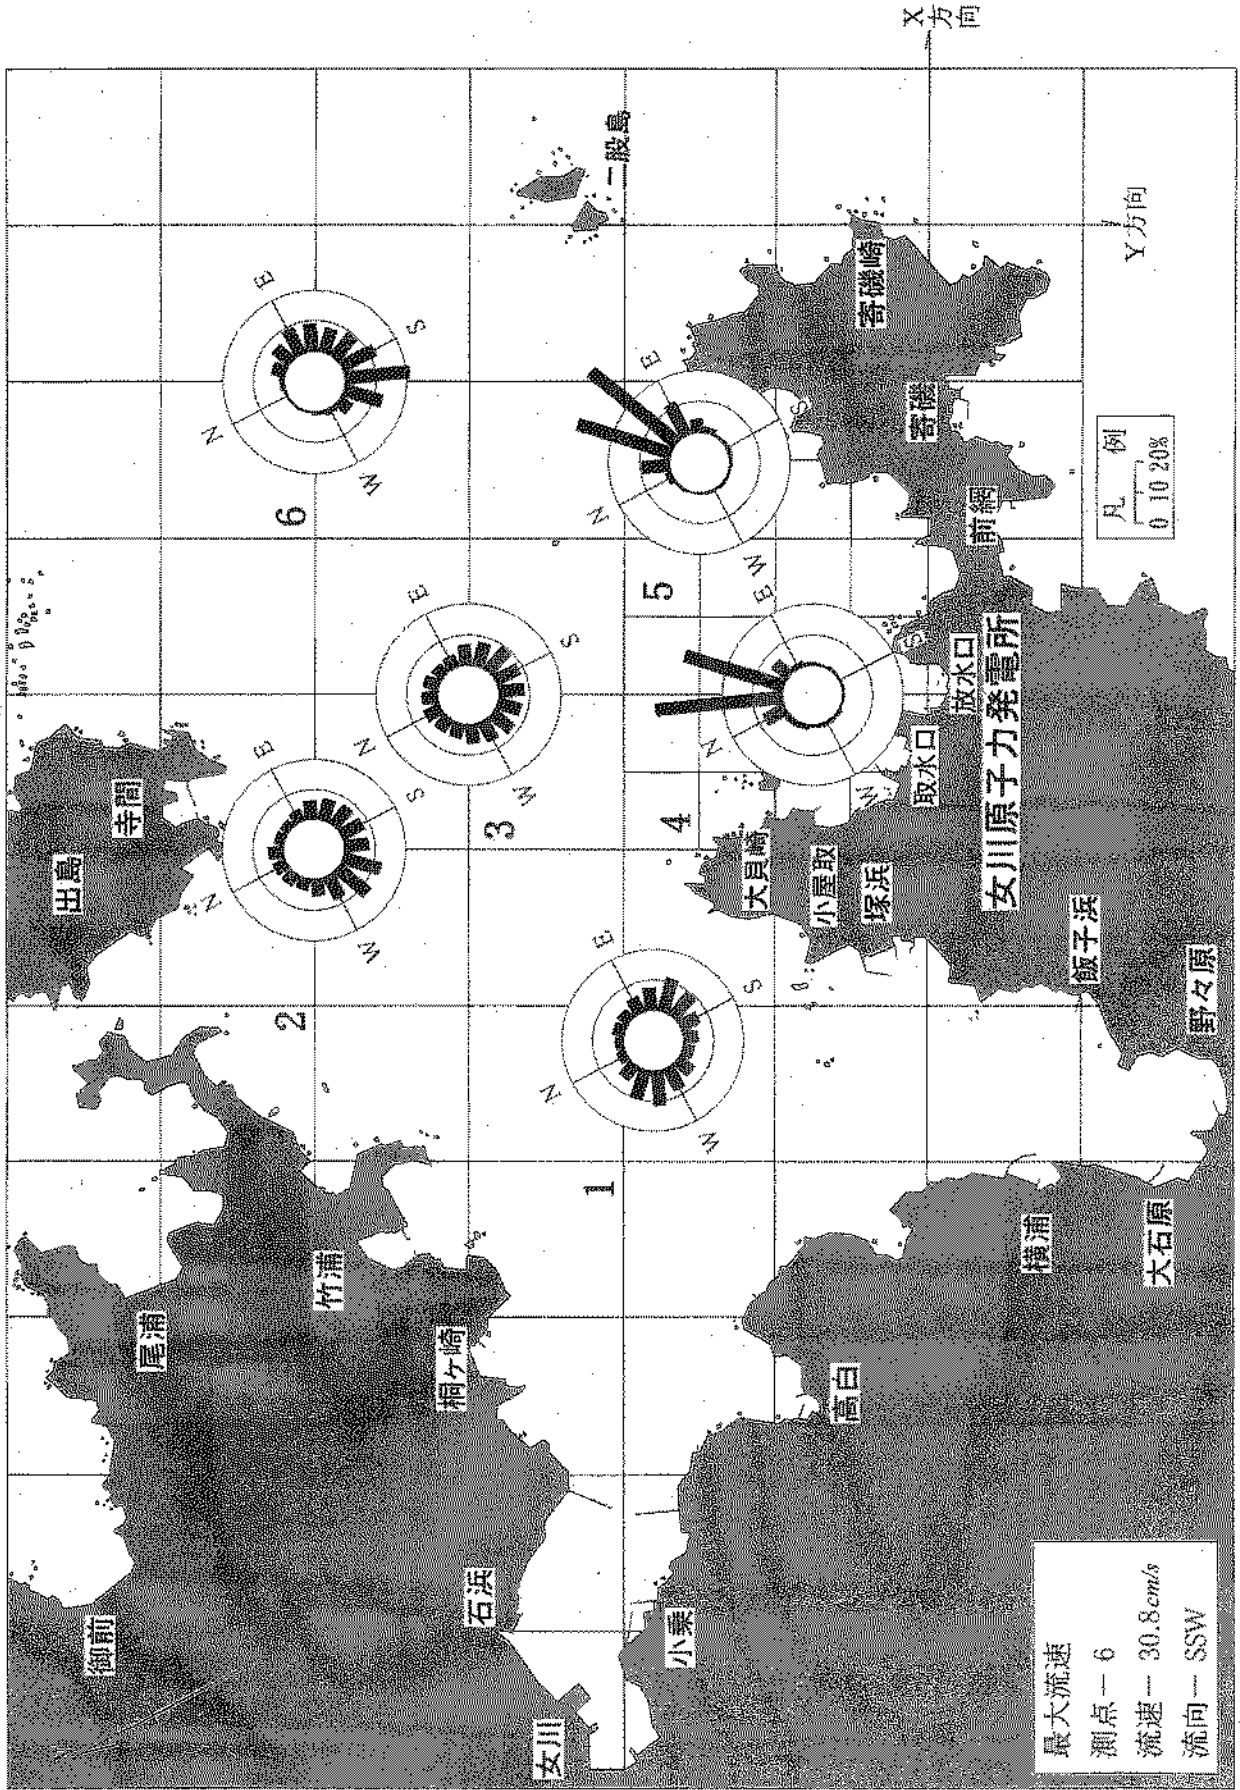 X
方
向
Y方向
二股島
出島
寺間
尾浦
竹浦
桐ヶ崎
御前
石浜
女川
小乗
高白
横浦
大石原
野々原
飯子浜
塚浜
小屋取
大貝崎
取水口
放水口
女川原子力発電所
前網
寄磯
寄磯崎
1
N
E
S
W
2
N
E
S
W
3
N
E
S
W
4
N
E
S
W
5
N
E
S
W
6
N
E
S
W
凡 例
0 10 20%
最大流速
測点－6
流速－30.8cm/s
流向－SSW